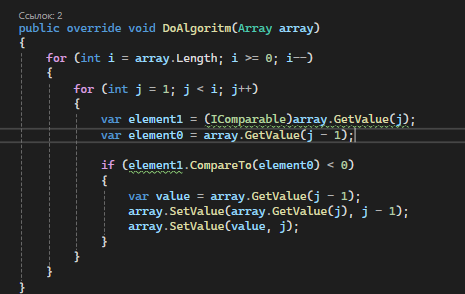 Ссылок: 2
public override void DoAlgoritm(Array array)
{
for (int i = array.Length; i >= 0; i--)
{
for (int j = 1; j < i; j++)
{
var element1 = (IComparable)array.GetValue(j);
var element0 = array.GetValue(j - 1);
if (element1.CompareTo(element0) < 0)
{
var value = array.GetValue(j - 1);
array.SetValue(array.GetValue(j), j - 1);
array.SetValue(value, j);
}
}
}
}